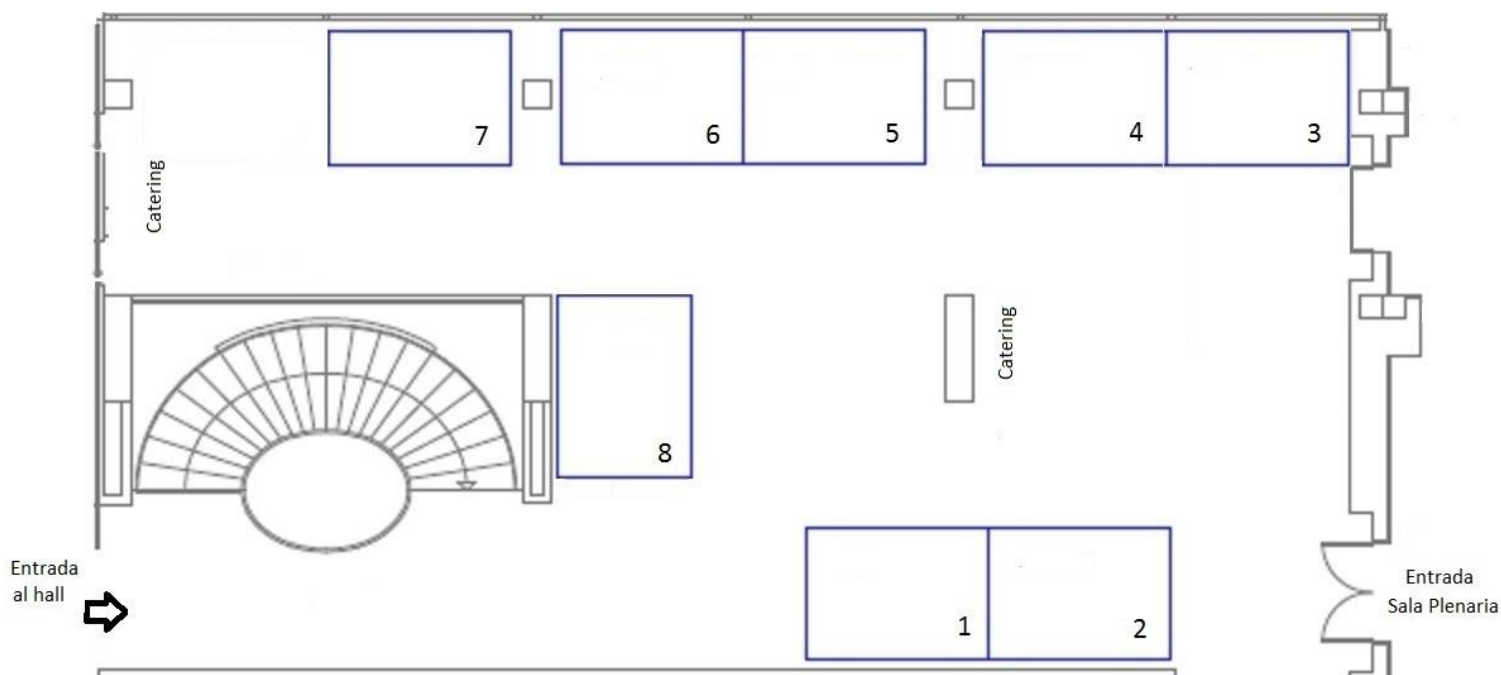 7
6
5
4
3
Catering
Catering
8
Entrada
al hall
1
2
Entrada
Sala Plenaria